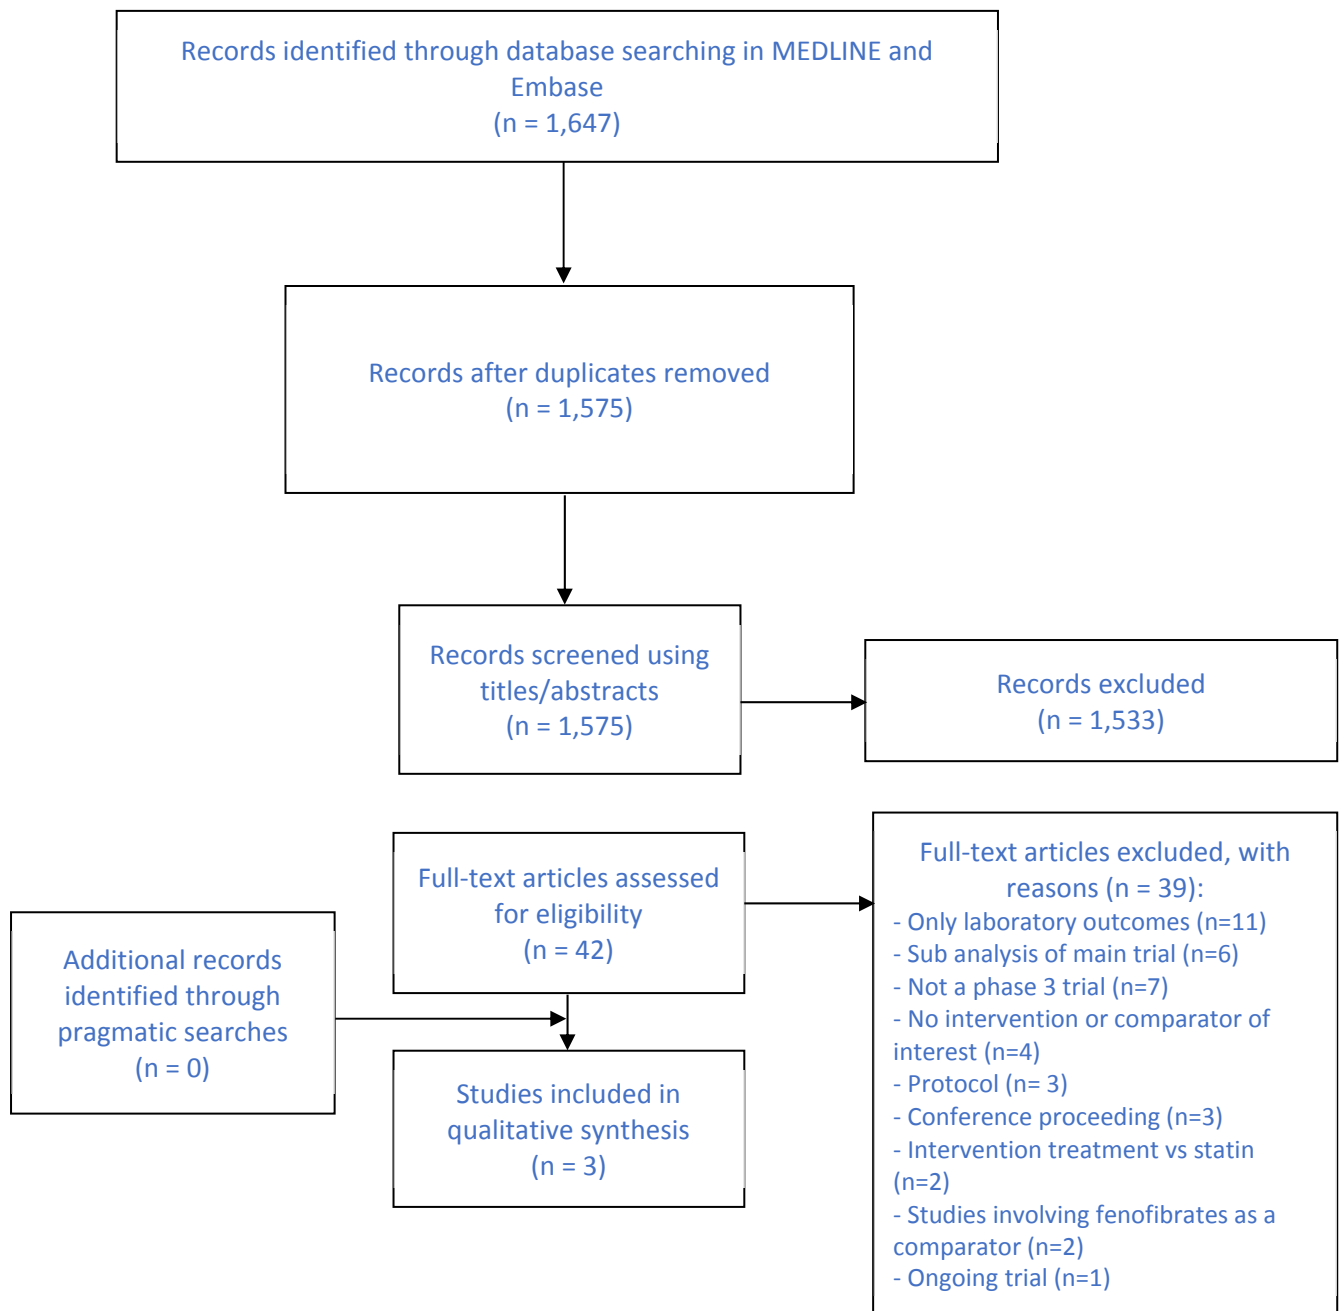 Records identified through database searching in MEDLINE and
Embase
(n = 1,647)
Records after duplicates removed
(n = 1,575)
Records screened using
titles/abstracts
(n = 1,575)
Records excluded
(n = 1,533)
Full-text articles assessed
for eligibility
(n = 42)
Full-text articles excluded, with
reasons (n = 39):
- Only laboratory outcomes (n=11)
- Sub analysis of main trial (n=6)
- Not a phase 3 trial (n=7)
- No intervention or comparator of
interest (n=4)
- Protocol (n= 3)
- Conference proceeding (n=3)
- Intervention treatment vs statin
(n=2)
- Studies involving fenofibrates as a
comparator (n=2)
- Ongoing trial (n=1)
Additional records
identified through
pragmatic searches
(n = 0)
Studies included in
qualitative synthesis
(n = 3)